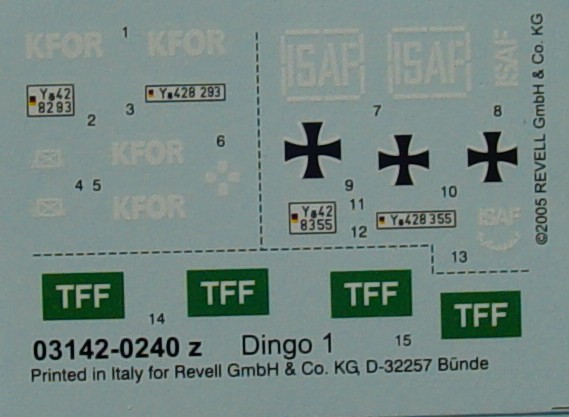 KFOR 1 KFOR
ISAF ISAF ISAF
Y 42
8293
Y 428 293
2 3
7 8
KFOR 6
4 5 KFOR
9 10
Y 42
8355
11
12
Y 428 355
ISAF
13
TFF TFF TFF TFF
14 15
03142-0240 z Dingo 1
Printed in Italy for Revell GmbH & Co. KG, D-32257 Bünde
©2005 REVELL GmbH & Co. KG